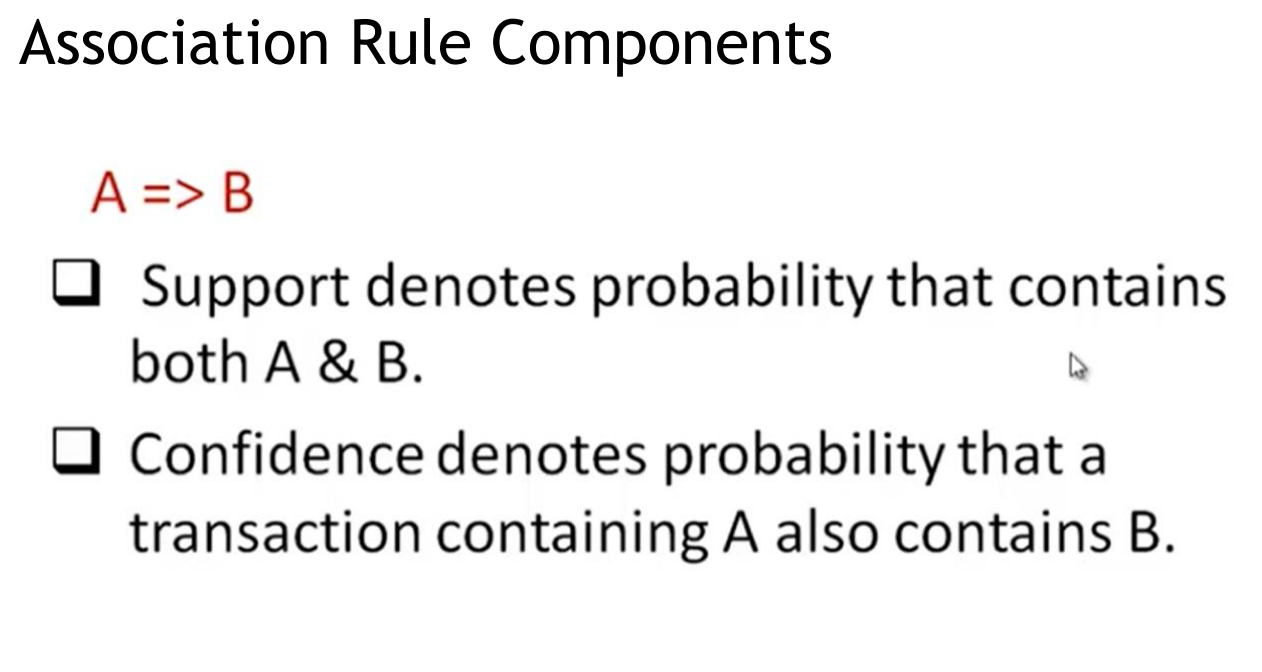 Association Rule Components
A => B
❑ Support denotes probability that contains
both A & B.
❑ Confidence denotes probability that a
transaction containing A also contains B.